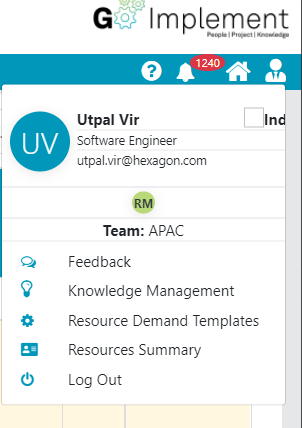 Go Implement
People | Project | Knowledge
1240
Utpal Vir
Ind
UV
Software Engineer
utpal.vir@hexagon.com
RM
Team: APAC
Feedback
Knowledge Management
Resource Demand Templates
Resources Summary
Log Out